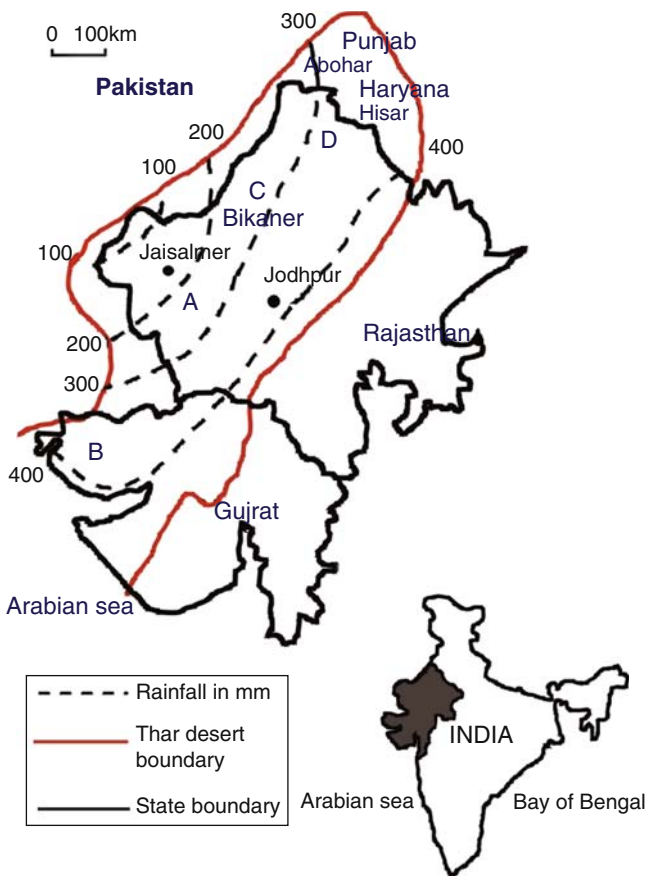 300
0 100km
Punjab
Abohar
Pakistan
Haryana
Hisar
200
D
400
100
C
Bikaner
100
Jaisalmer
Jodhpur
A
200
Rajasthan
300
B
400
Gujrat
Arabian sea
Rainfall in mm
Thar desert
boundary
State boundary
INDIA
Arabian sea
Bay of Bengal